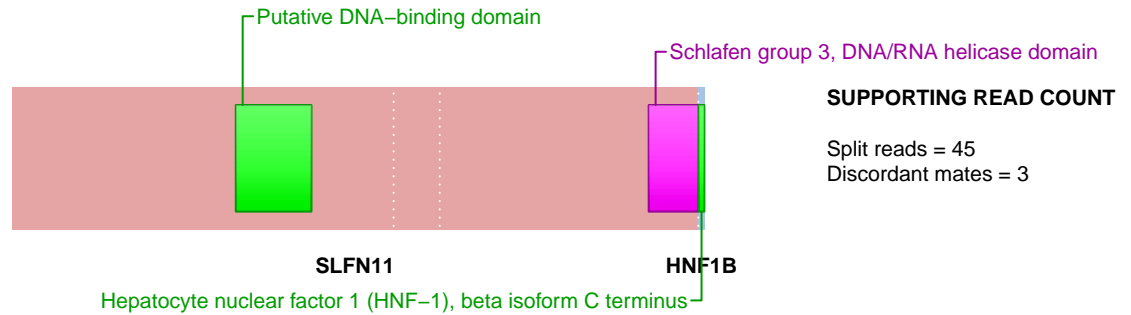 Putative DNA−binding domain
Schlafen group 3, DNA/RNA helicase domain
SUPPORTING READ COUNT
Split reads = 45
Discordant mates = 3
SLFN11
HNF1B
Hepatocyte nuclear factor 1 (HNF−1), beta isoform C terminus